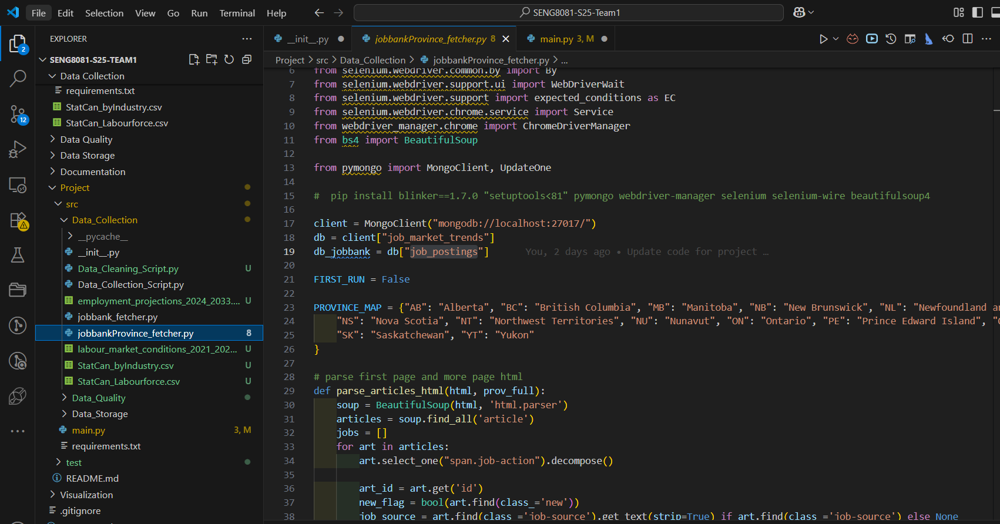 File Edit Selection View Go Run Terminal Help
SENG8081-S25-Team1
EXPLORER
SENG8081-S25-TEAM1
Data Collection
requirements.txt
StatCan_byIndustry.csv
StatCan_Labourforce.csv
Data Quality
Data Storage
Documentation
Project
src
Data_Collection
__pycache__
__init__.py
Data_Cleaning_Script.py U
Data_Collection_Script.py
employment_projections_2024_2033.... U
jobbank_fetcher.py
jobbankProvince_fetcher.py 8
labour_market_conditions_2021_202... U
StatCan_byIndustry.csv U
StatCan_Labourforce.csv U
Data_Quality
Data_Storage
main.py 3, M
requirements.txt
test
README.md
Visualization
.gitignore
2
12
__init__.py
jobbankProvince_fetcher.py 8
main.py 3, M
Project > src > Data_Collection > jobbankProvince_fetcher.py > ...
6 from selenium.webdriver.common.by import By
7 from selenium.webdriver.support.ui import WebDriverWait
8 from selenium.webdriver.support import expected_conditions as EC
9 from selenium.webdriver.chrome.service import Service
10 from webdriver_manager.chrome import ChromeDriverManager
11 from bs4 import BeautifulSoup
12
13 from pymongo import MongoClient, UpdateOne
14
15 #  pip install blinker==1.7.0 "setuptools<81" pymongo webdriver-manager selenium selenium-wire beautifulsoup4
16
17 client = MongoClient("mongodb://localhost:27017/")
18 db = client["job_market_trends"]
19 db_jobbank = db["job_postings"] You, 2 days ago • Update code for project …
20
21 FIRST_RUN = False
22
23 PROVINCE_MAP = {"AB": "Alberta", "BC": "British Columbia", "MB": "Manitoba", "NB": "New Brunswick", "NL": "Newfoundland a
24 "NS": "Nova Scotia", "NT": "Northwest Territories", "NU": "Nunavut", "ON": "Ontario", "PE": "Prince Edward Island", "
25 "SK": "Saskatchewan", "YT": "Yukon"
26 }
27
28 # parse first page and more page html
29 def parse_articles_html(html, prov_full):
30 soup = BeautifulSoup(html, 'html.parser')
31 articles = soup.find_all('article')
32 jobs = []
33 for art in articles:
34 art.select_one("span.job-action").decompose()
35
36 art_id = art.get('id')
37 new_flag = bool(art.find(class_='new'))
38 job_source = art.find(class_='job-source').get_text(strip=True) if art.find(class_='job-source') else None